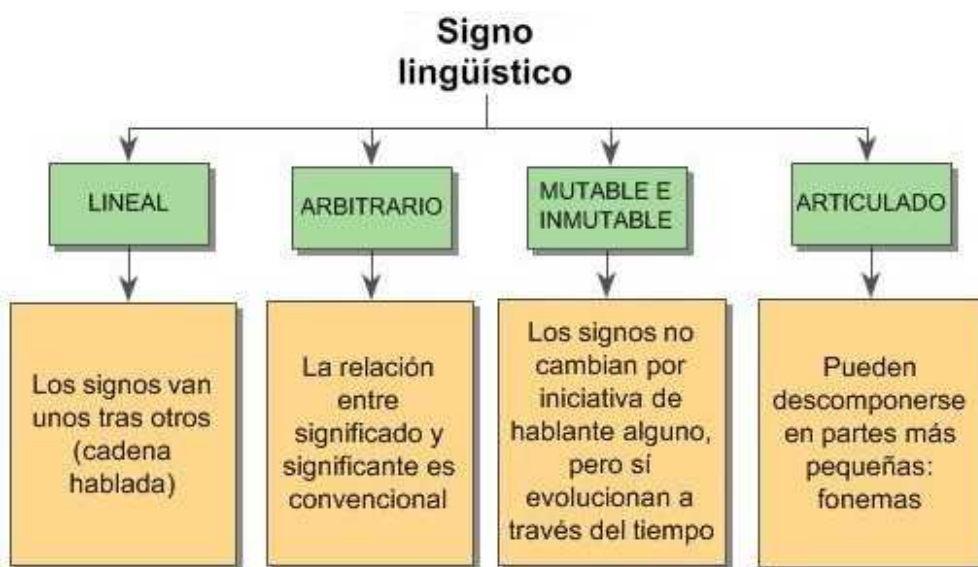 Signo
lingüístico
LINEAL
ARBITRARIO
MUTABLE E
INMUTABLE
ARTICULADO
Los signos van
unos tras otros
(cadena
hablada)
La relación
entre
significado y
significante es
convencional
Los signos no
cambian por
iniciativa de
hablante alguno,
pero sí
evolucionan a
través del tiempo
Pueden
descomponerse
en partes más
pequeñas:
fonemas